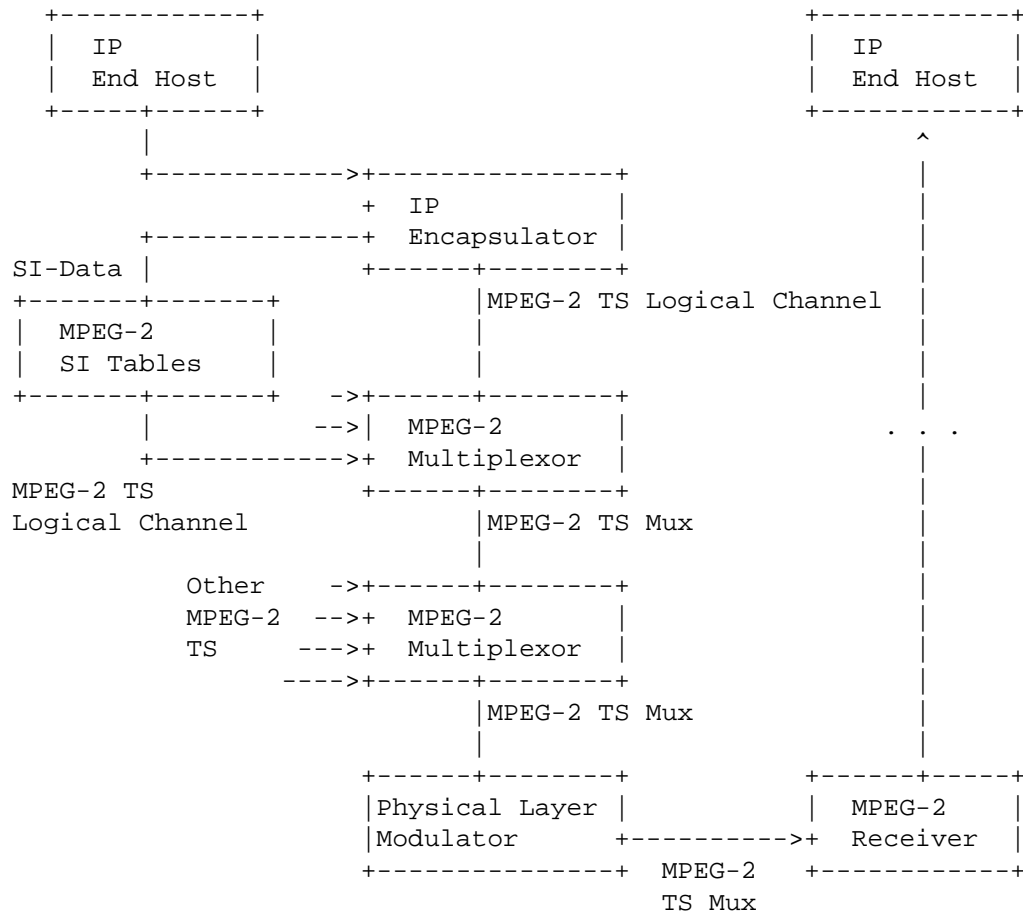 IP IP
End Host End Host
IP
Encapsulator
SI-Data
MPEG-2 TS Logical Channel
MPEG-2
SI Tables
MPEG-2 . . .
Multiplexor
MPEG-2 TS
Logical Channel MPEG-2 TS Mux
Other
MPEG-2 MPEG-2
TS Multiplexor
MPEG-2 TS Mux
Physical Layer MPEG-2
Modulator Receiver
MPEG-2
TS Mux